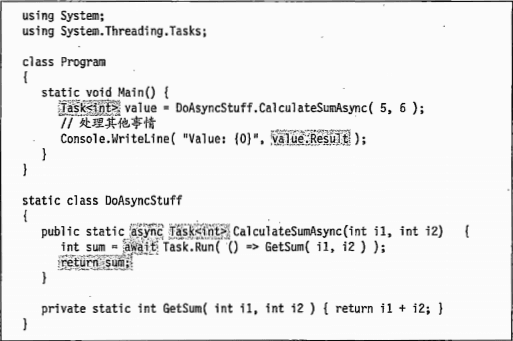 using System;
using System.Threading.Tasks;
class Program
{
static void Main() {
Task<int> value = DoAsyncStuff.CalculateSumAsync( 5, 6 );
// 处理其他事情
Console.WriteLine( "Value: {0}", value.Result );
}
}
static class DoAsyncStuff
{
public static async Task<int> CalculateSumAsync(int i1, int i2) {
int sum = await Task.Run( () => GetSum( i1, i2 ) );
return sum;
}
private static int GetSum( int i1, int i2 ) { return i1 + i2; }
}